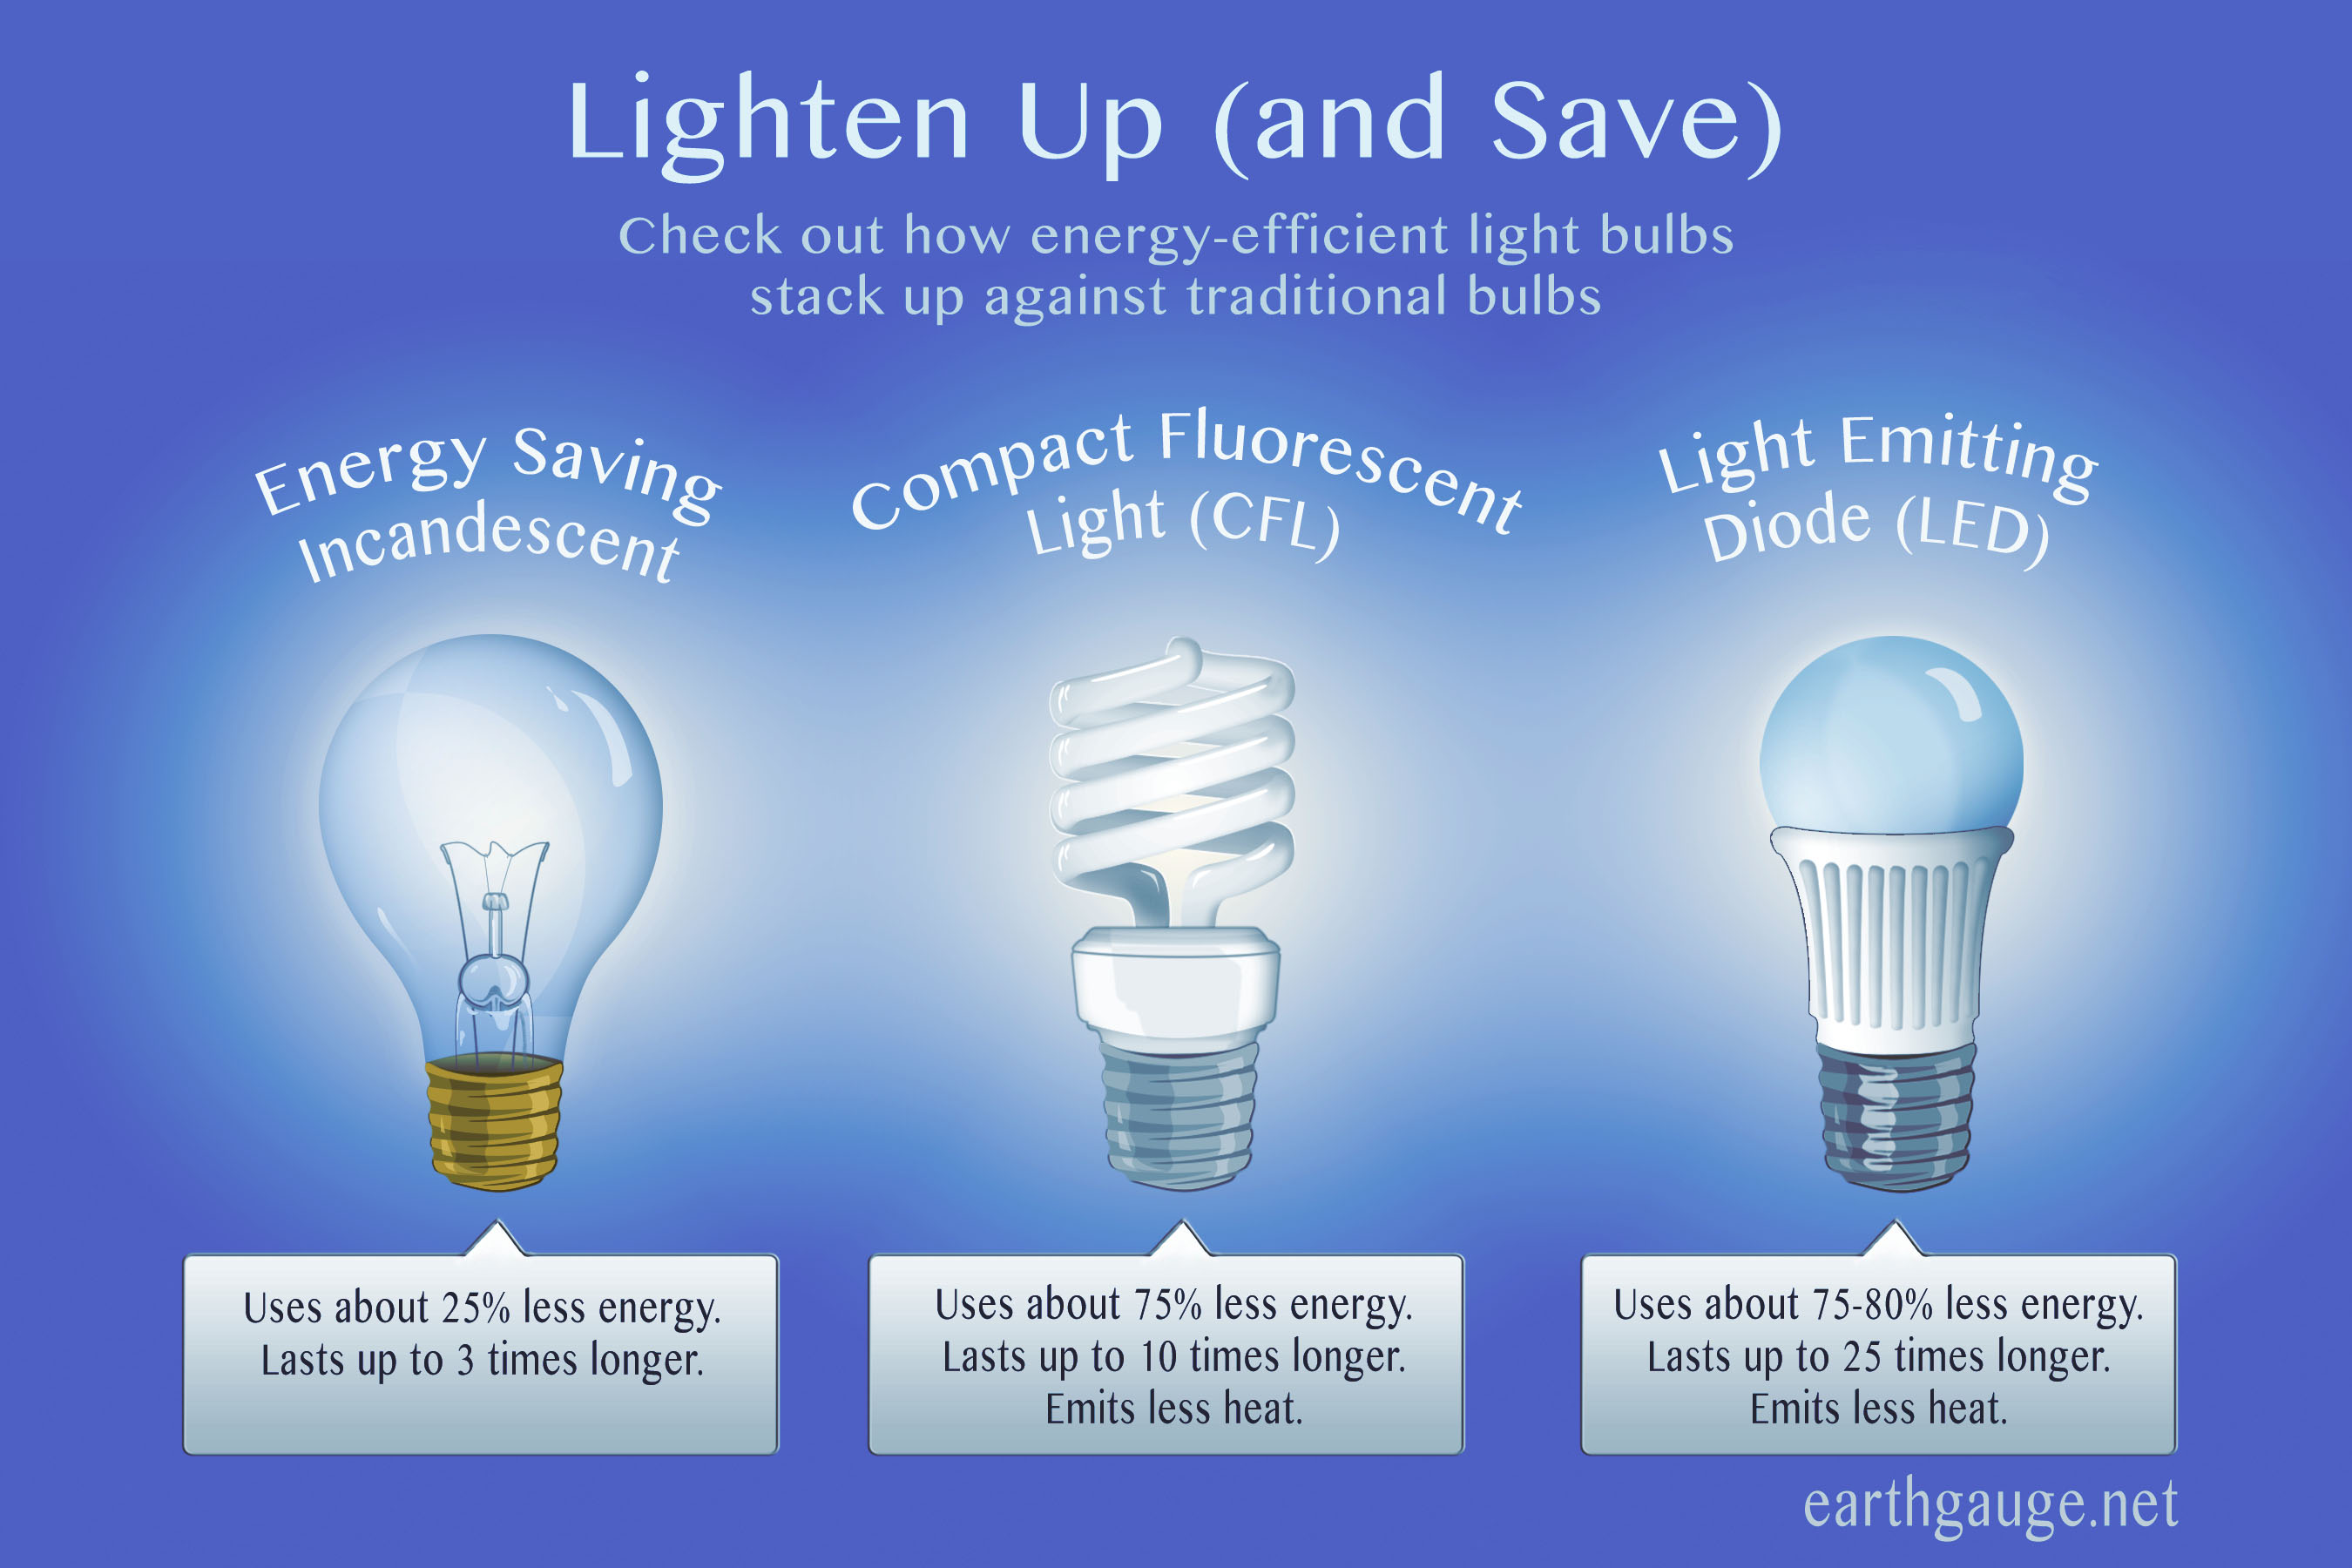 Lighten Up (and Save)
Check out how energy-efficient light bulbs
stack up against traditional bulbs
Energy Saving
Incandescent
Compact Fluorescent
Light (CFL)
Light Emitting
Diode (LED)
Uses about 25% less energy.
Lasts up to 3 times longer.
Uses about 75% less energy.
Lasts up to 10 times longer.
Emits less heat.
Uses about 75-80% less energy.
Lasts up to 25 times longer.
Emits less heat.
earthgauge.net